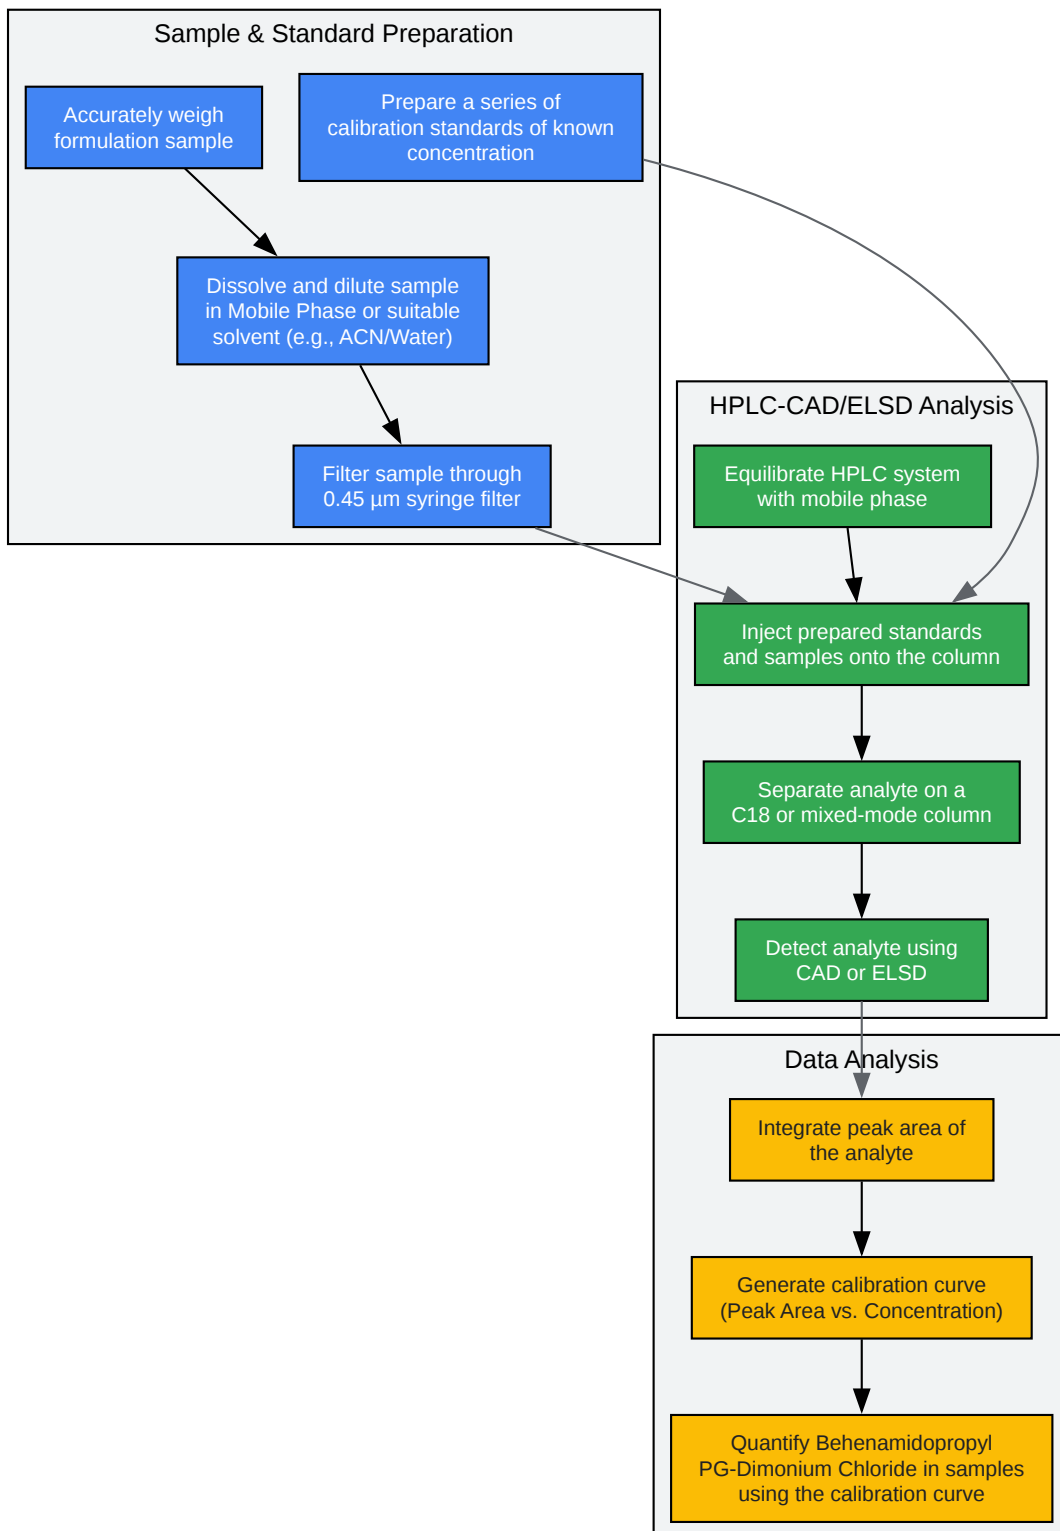 Sample & Standard Preparation
Accurately weigh
formulation sample
Prepare a series of
calibration standards of known
concentration
Dissolve and dilute sample
in Mobile Phase or suitable
solvent (e.g., ACN/Water)
Filter sample through
0.45 µm syringe filter
HPLC-CAD/ELSD Analysis
Equilibrate HPLC system
with mobile phase
Inject prepared standards
and samples onto the column
Separate analyte on a
C18 or mixed-mode column
Detect analyte using
CAD or ELSD
Data Analysis
Integrate peak area of
the analyte
Generate calibration curve
(Peak Area vs. Concentration)
Quantify Behenamidopropyl
PG-Dimonium Chloride in samples
using the calibration curve